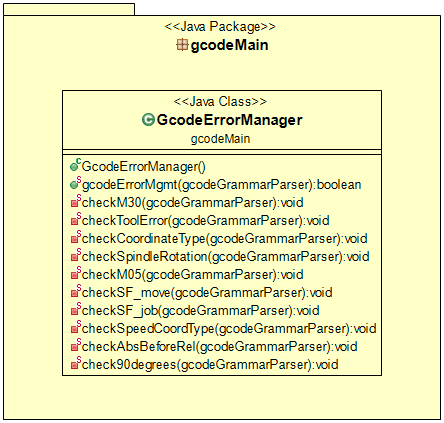 <<Java Package>>
gcodeMain
<<Java Class>>
GcodeErrorManager
gcodeMain
GcodeErrorManager()
gcodeErrorMgmt(gcodeGrammarParser):boolean
checkM30(gcodeGrammarParser):void
checkToolError(gcodeGrammarParser):void
checkCoordinateType(gcodeGrammarParser):void
checkSpindleRotation(gcodeGrammarParser):void
checkM05(gcodeGrammarParser):void
checkSF_move(gcodeGrammarParser):void
checkSF_job(gcodeGrammarParser):void
checkSpeedCoordType(gcodeGrammarParser):void
checkAbsBeforeRel(gcodeGrammarParser):void
check90degrees(gcodeGrammarParser):void